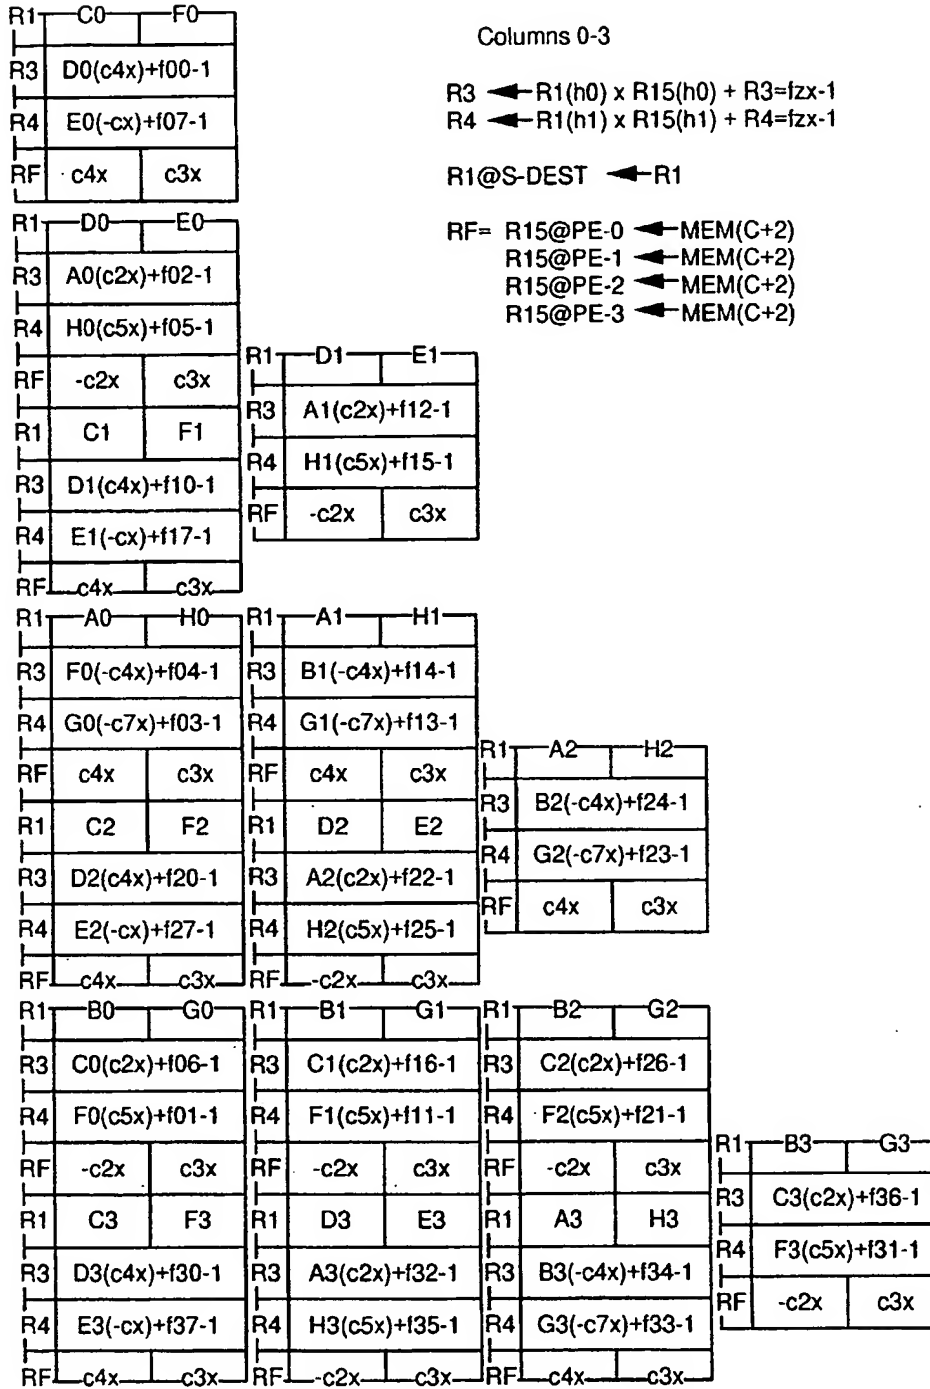 R1 C0 F0
R3 D0(c4x)+f00-1
R4 E0(-cx)+f07-1
RF c4x c3x
Columns 0-3
R3 ← R1(h0) x R15(h0) + R3=fzx-1
R4 ← R1(h1) x R15(h1) + R4=fzx-1
R1@S-DEST ← R1
RF= R15@PE-0 ← MEM(C+2)
R15@PE-1 ← MEM(C+2)
R15@PE-2 ← MEM(C+2)
R15@PE-3 ← MEM(C+2)
R1 D0 E0
R3 A0(c2x)+f02-1
R4 H0(c5x)+f05-1
RF -c2x c3x
R1 C1 F1
R3 D1(c4x)+f10-1
R4 E1(-cx)+f17-1
RF c4x c3x
R1 D1 E1
R3 A1(c2x)+f12-1
R4 H1(c5x)+f15-1
RF -c2x c3x
R1 A0 H0
R3 F0(-c4x)+f04-1
R4 G0(-c7x)+f03-1
RF c4x c3x
R1 C2 F2
R3 D2(c4x)+f20-1
R4 E2(-cx)+f27-1
RF c4x c3x
R1 A1 H1
R3 B1(-c4x)+f14-1
R4 G1(-c7x)+f13-1
RF c4x c3x
R1 D2 E2
R3 A2(c2x)+f22-1
R4 H2(c5x)+f25-1
RF -c2x c3x
R1 A2 H2
R3 B2(-c4x)+f24-1
R4 G2(-c7x)+f23-1
RF c4x c3x
R1 B0 G0
R3 C0(c2x)+f06-1
R4 F0(c5x)+f01-1
RF -c2x c3x
R1 C3 F3
R3 D3(c4x)+f30-1
R4 E3(-cx)+f37-1
RF c4x c3x
R1 B1 G1
R3 C1(c2x)+f16-1
R4 F1(c5x)+f11-1
RF -c2x c3x
R1 D3 E3
R3 A3(c2x)+f32-1
R4 H3(c5x)+f35-1
RF -c2x c3x
R1 B2 G2
R3 C2(c2x)+f26-1
R4 F2(c5x)+f21-1
RF -c2x c3x
R1 A3 H3
R3 B3(-c4x)+f34-1
R4 G3(-c7x)+f33-1
RF c4x c3x
R1 B3 G3
R3 C3(c2x)+f36-1
R4 F3(c5x)+f31-1
RF -c2x c3x